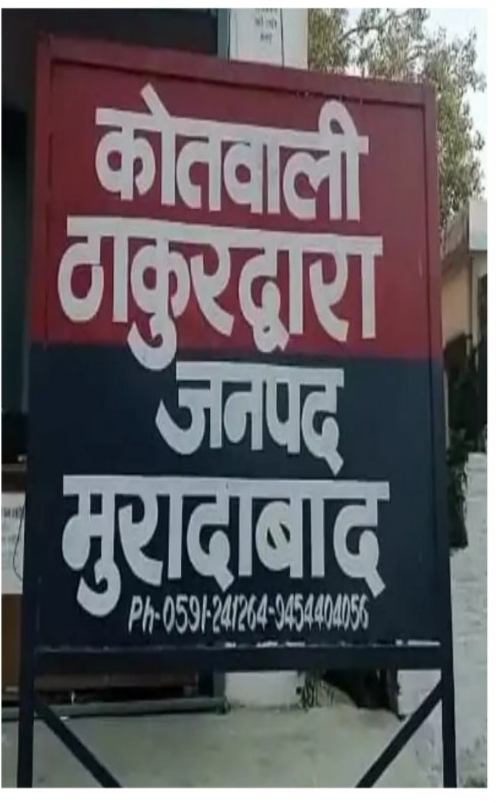 कोतवाली
ठाकुरद्वारा
जनपद
मुरादाबाद
Ph-0591-241264-9454404056